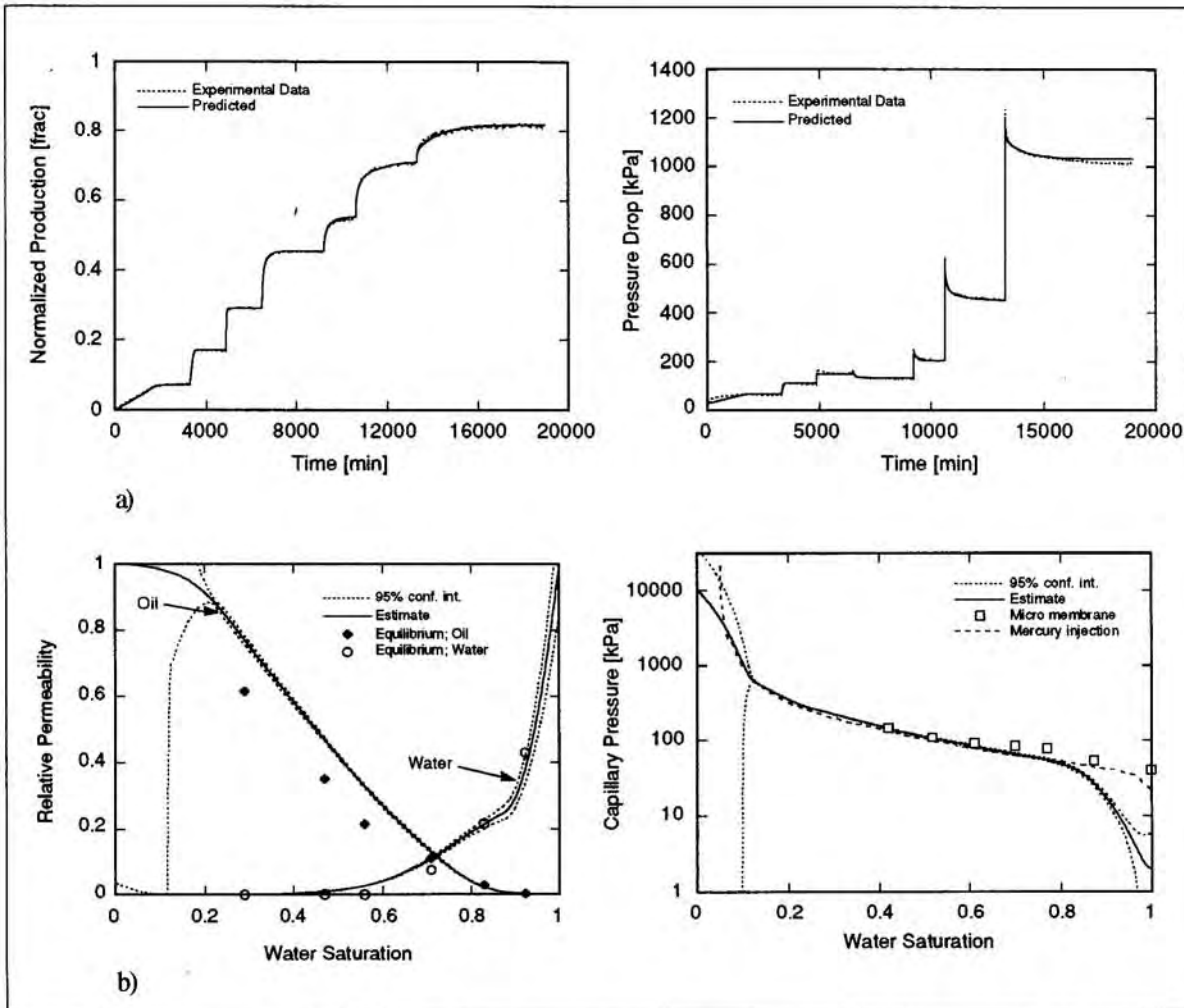 1
0.8
0.6
0.4
0.2
0
Normalized Production [frac]
Experimental Data
Predicted
0 4000 8000 12000 16000 20000
Time [min]
1400
1200
1000
800
600
400
200
0
Pressure Drop [kPa]
Experimental Data
Predicted
0 5000 10000 15000 20000
Time [min]
a)
1
0.8
0.6
0.4
0.2
0
Relative Permeability
Oil
95% conf. int.
Estimate
Equilibrium; Oil
Equilibrium; Water
Water
0 0.2 0.4 0.6 0.8 1
Water Saturation
10000
1000
100
10
1
Capillary Pressure [kPa]
95% conf. int.
Estimate
Micro membrane
Mercury injection
0 0.2 0.4 0.6 0.8 1
Water Saturation
b)